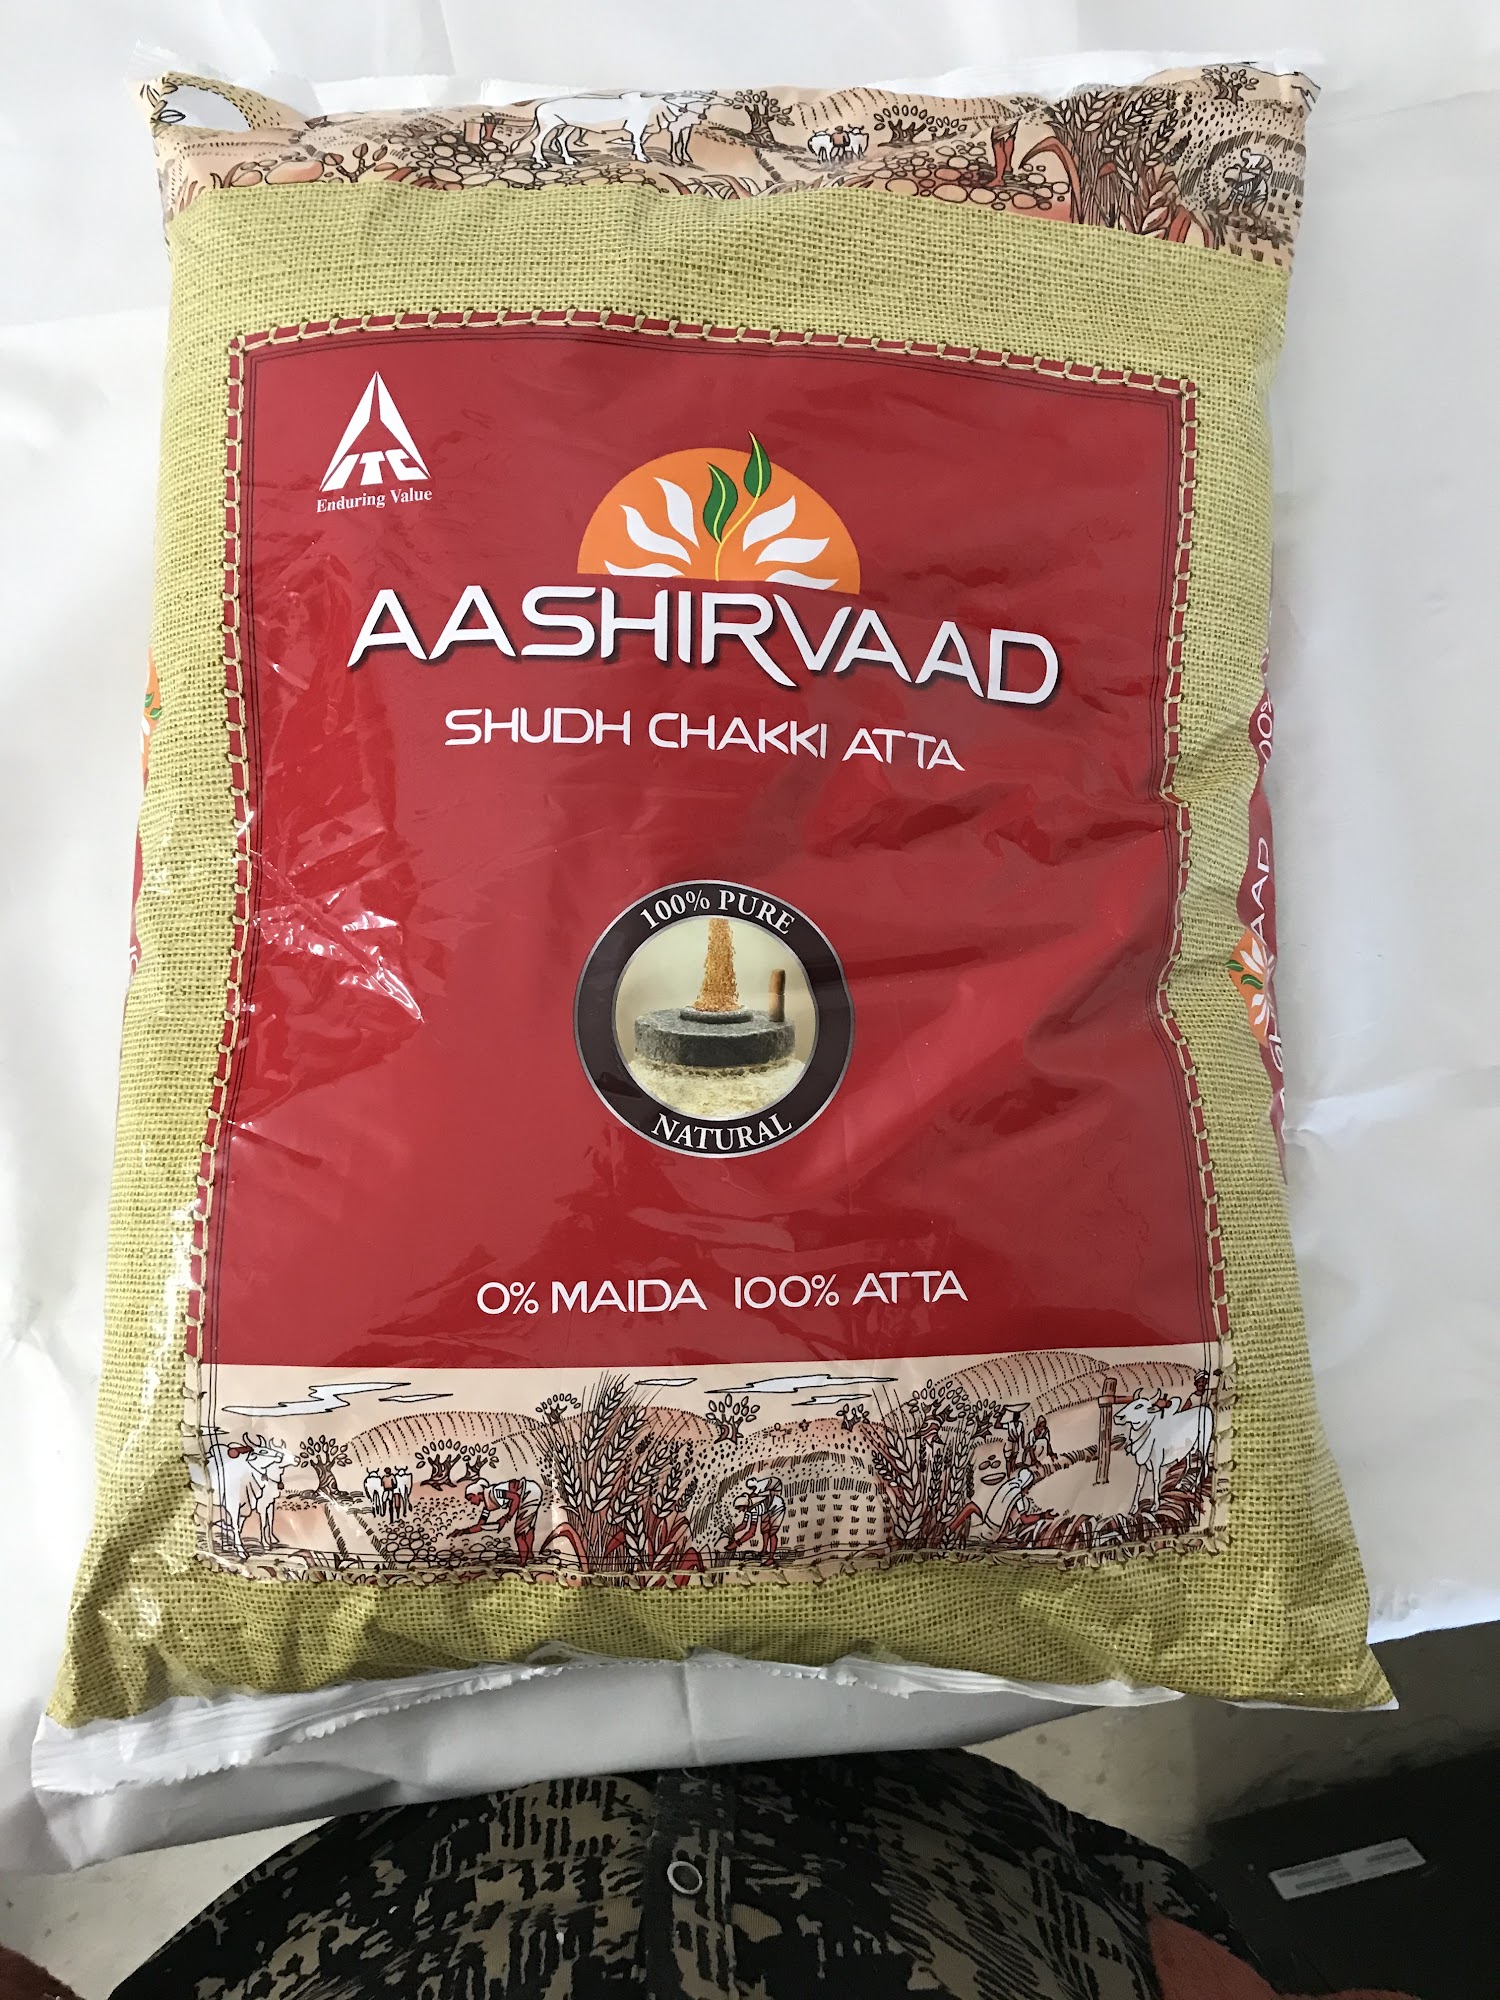 ITC
Enduring Value
AASHIRVAAD
SHUDH CHAKKI ATTA
100% PURE
NATURAL
0% MAIDA 100% ATTA